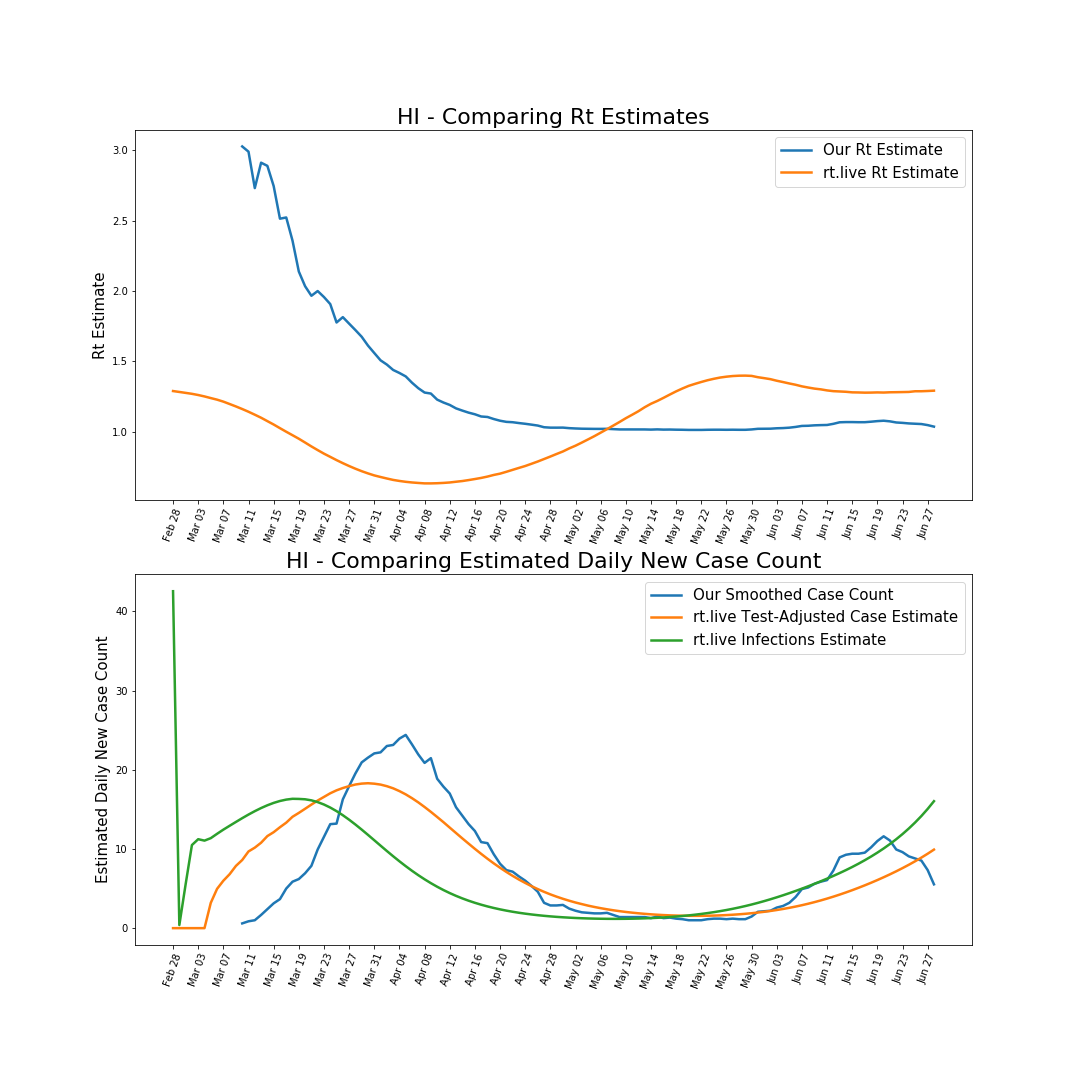 HI - Comparing Rt Estimates
Our Rt Estimate
rt.live Rt Estimate
Rt Estimate
3.0
2.5
2.0
1.5
1.0
Feb 28 Mar 03 Mar 07 Mar 11 Mar 15 Mar 19 Mar 23 Mar 27 Mar 31 Apr 04 Apr 08 Apr 12 Apr 16 Apr 20 Apr 24 Apr 28 May 02 May 06 May 10 May 14 May 18 May 22 May 26 May 30 Jun 03 Jun 07 Jun 11 Jun 15 Jun 19 Jun 23 Jun 27
HI - Comparing Estimated Daily New Case Count
Our Smoothed Case Count
rt.live Test-Adjusted Case Estimate
rt.live Infections Estimate
Estimated Daily New Case Count
40
30
20
10
0
Feb 28 Mar 03 Mar 07 Mar 11 Mar 15 Mar 19 Mar 23 Mar 27 Mar 31 Apr 04 Apr 08 Apr 12 Apr 16 Apr 20 Apr 24 Apr 28 May 02 May 06 May 10 May 14 May 18 May 22 May 26 May 30 Jun 03 Jun 07 Jun 11 Jun 15 Jun 19 Jun 23 Jun 27